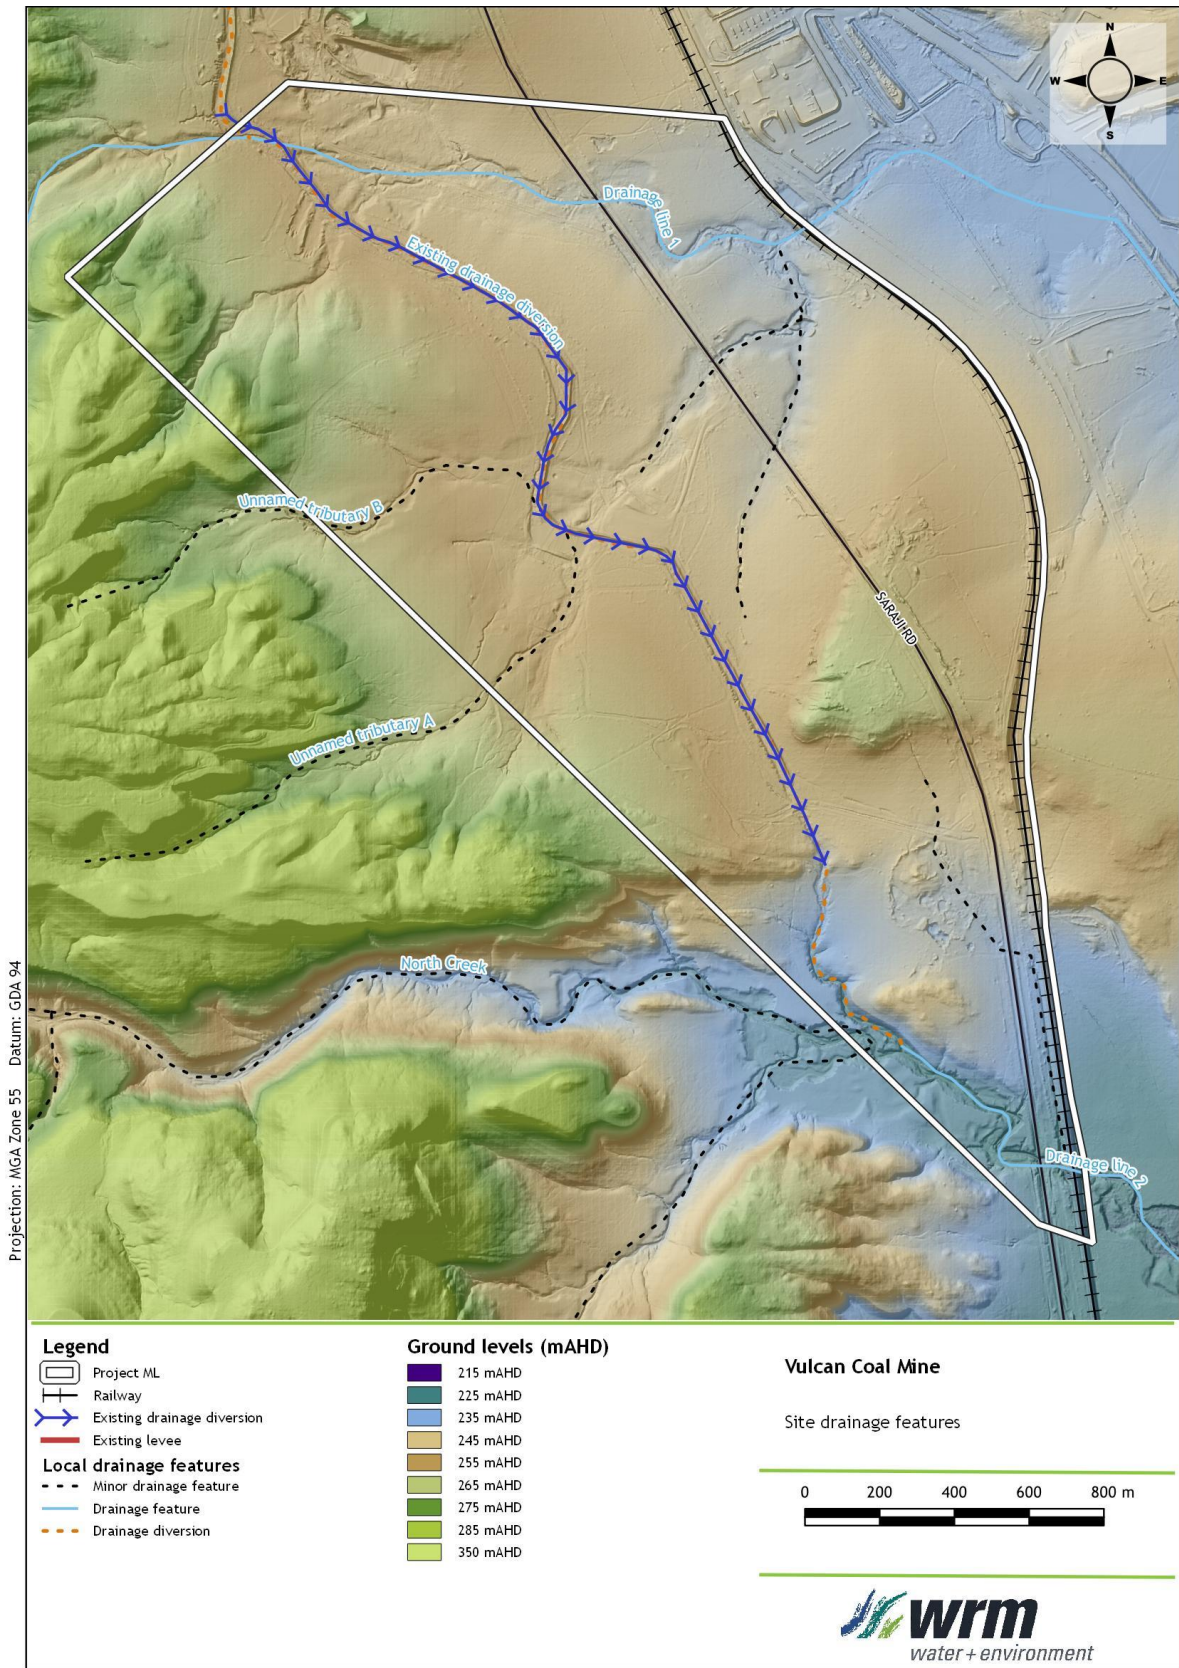 N
W E
S
Drainage line 1
Existing drainage diversion
Unnamed tributary B
SARAJI RD
Unnamed tributary A
North Creek
Drainage line 2
Projection: MGA Zone 55 Datum: GDA 94
Legend
Project ML
Railway
Existing drainage diversion
Existing levee
Local drainage features
Minor drainage feature
Drainage feature
Drainage diversion
Ground levels (mAHD)
215 mAHD
225 mAHD
235 mAHD
245 mAHD
255 mAHD
265 mAHD
275 mAHD
285 mAHD
350 mAHD
Vulcan Coal Mine
Site drainage features
0 200 400 600 800 m
wrm
water + environment